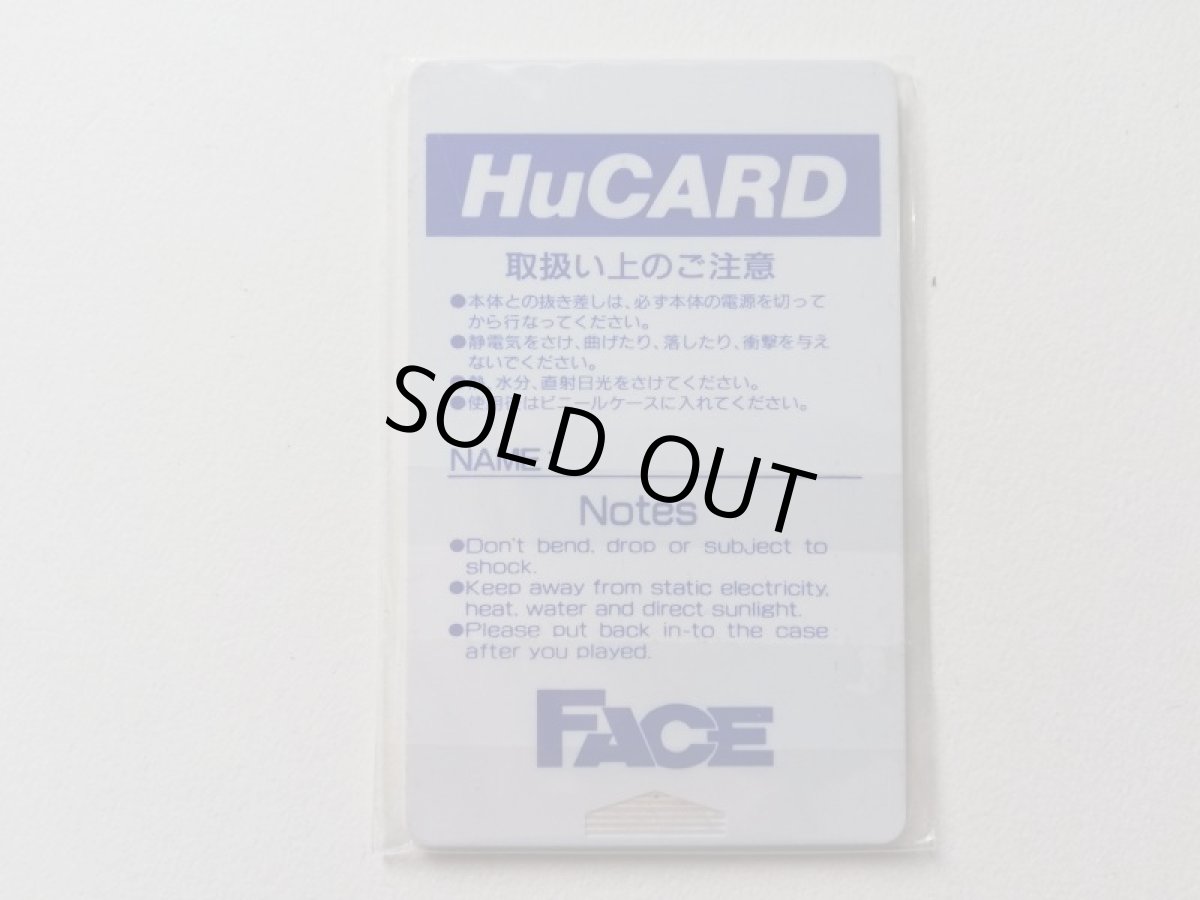 HuCARD
取扱い上のご注意
●本体との抜き差しは、必ず本体の電源を切って
から行なってください。
●静電気をさけ、曲げたり、落したり、衝撃を与え
ないでください。
● 水分、直射日光をさけてください。
●使用後はビニールケースに入れてください。
SOLD OUT
NAME
Notes
●Don't bend, drop or subject to
shock.
●Keep away from static electricity,
heat, water and direct sunlight.
●Please put back in-to the case
after you played.
FACE